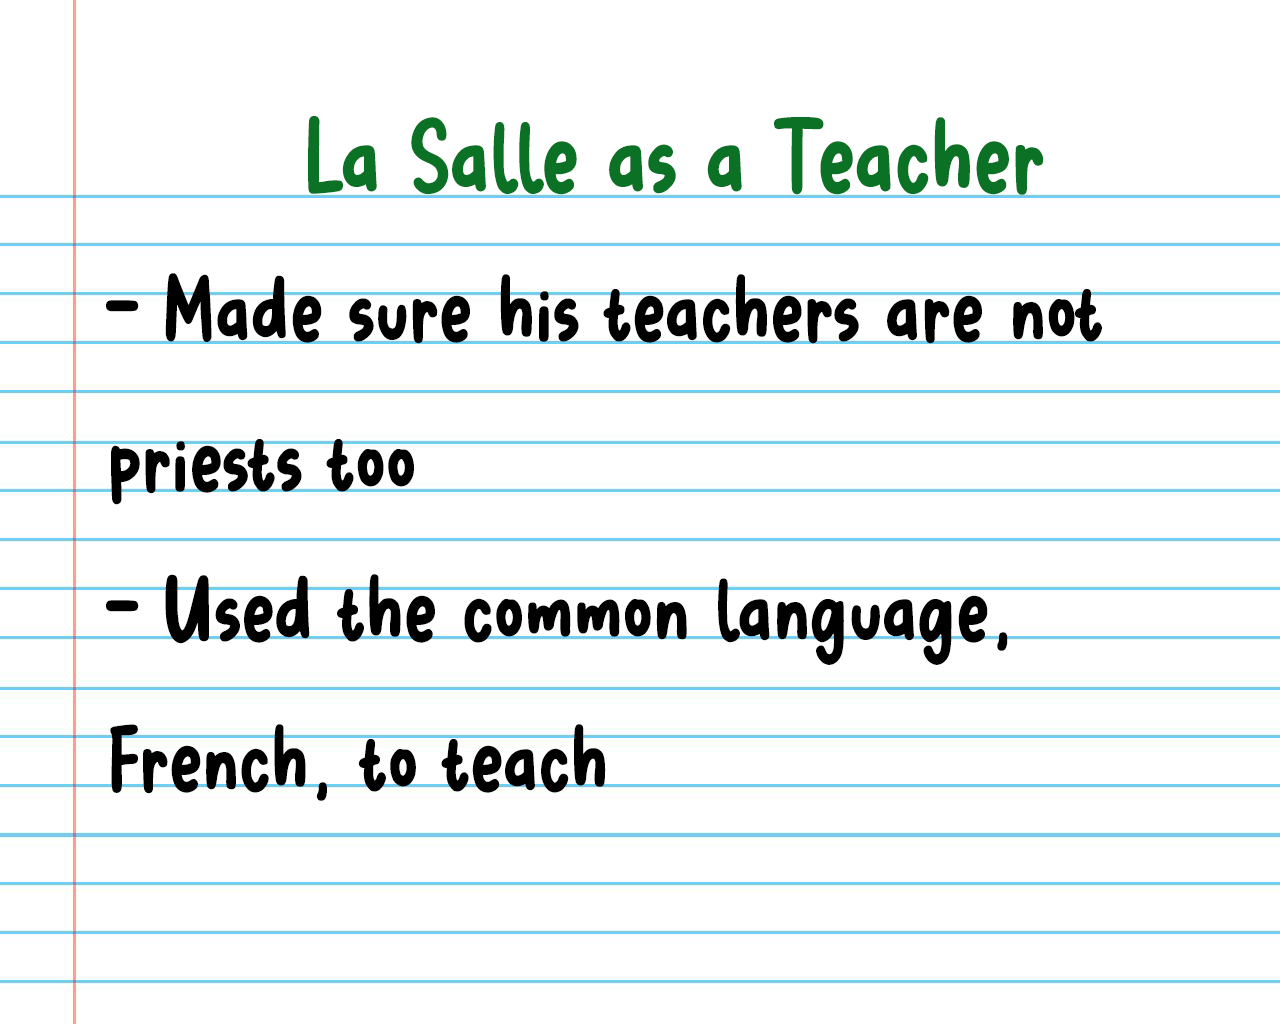 La Salle as a Teacher
- Made sure his teachers are not
priests too
- Used the common language,
French, to teach